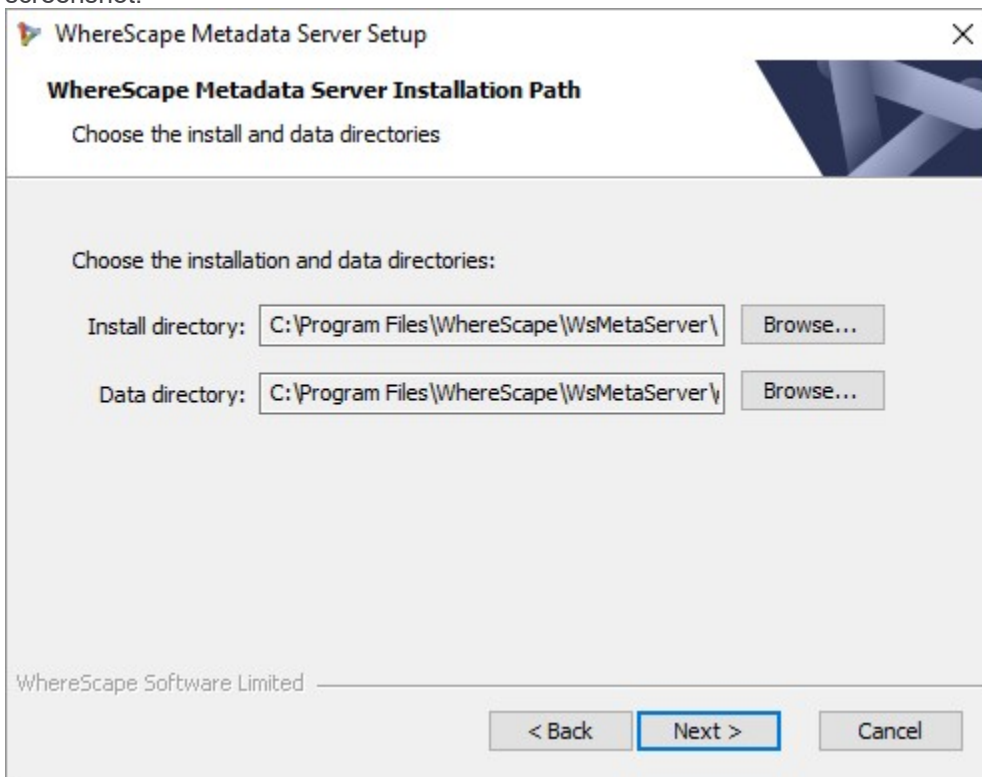 screenshot.
WhereScape Metadata Server Setup
WhereScape Metadata Server Installation Path
Choose the install and data directories
Choose the installation and data directories:
Install directory: C:\Program Files\WhereScape\WsMetaServer\ Browse...
Data directory: C:\Program Files\WhereScape\WsMetaServer\ Browse...
WhereScape Software Limited
< Back Next > Cancel